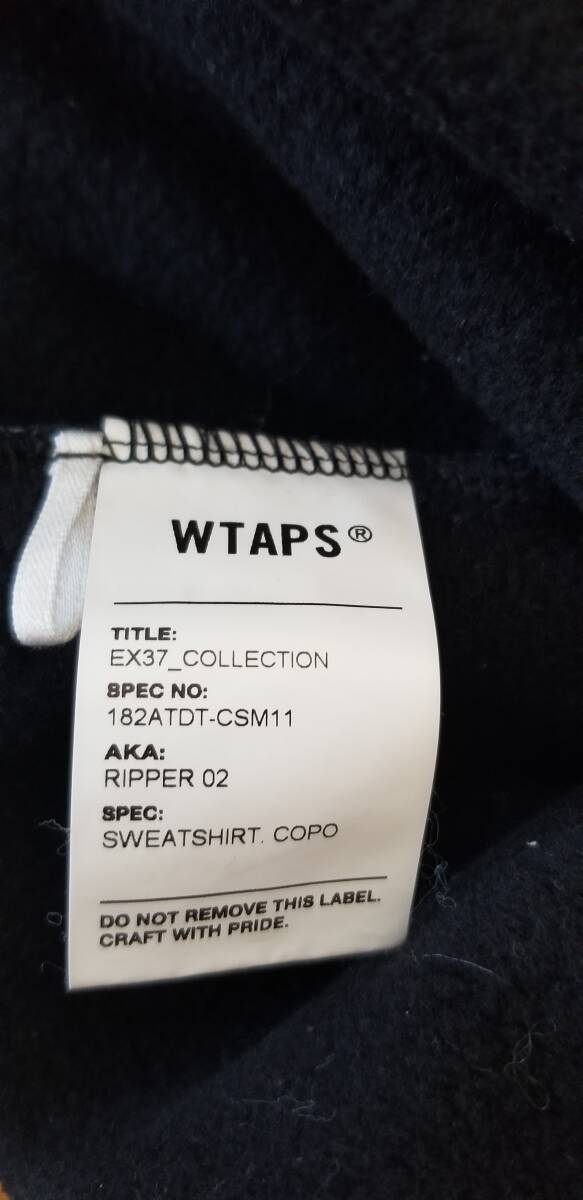 WTAPS®
TITLE:
EX37_COLLECTION
SPEC NO:
182ATDT-CSM11
AKA:
RIPPER 02
SPEC:
SWEATSHIRT. COPO
DO NOT REMOVE THIS LABEL.
CRAFT WITH PRIDE.